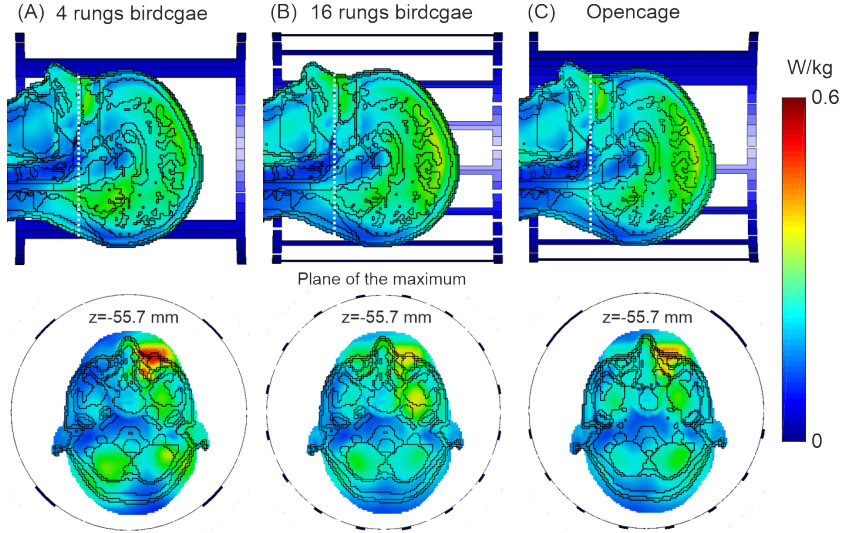 (A) 4 rungs birdcgae
(B) 16 rungs birdcgae
(C) Opencage
W/kg
0.6
0
Plane of the maximum
z=-55.7 mm
z=-55.7 mm
z=-55.7 mm